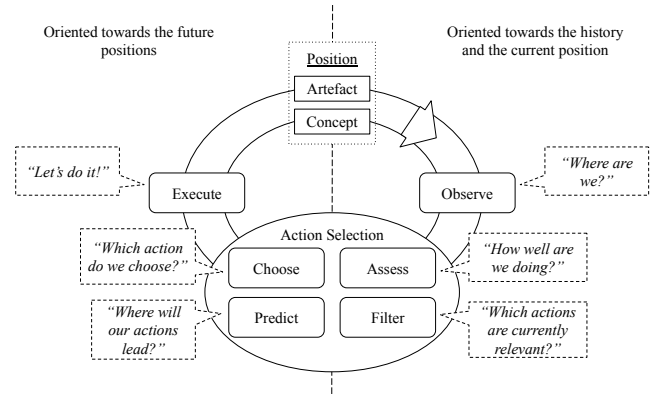 Oriented towards the future
positions
Oriented towards the history
and the current position
Position
Artefact
Concept
“Let’s do it!”
Execute
Observe
“Where are
we?”
Action Selection
“Which action
do we choose?”
Choose
Assess
“How well are
we doing?”
“Where will
our actions
lead?”
Predict
Filter
“Which actions
are currently
relevant?”